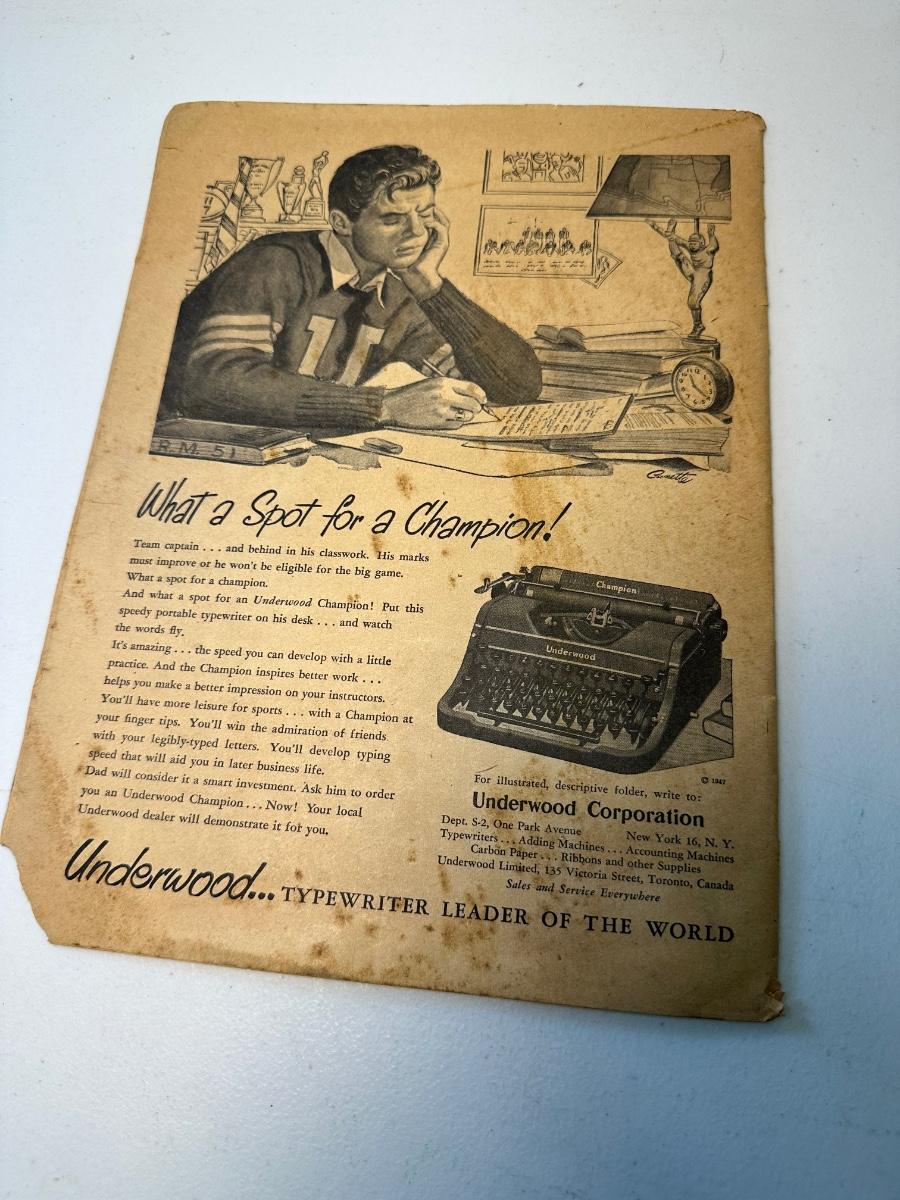 11
R.M. 51
What a Spot for a Champion!
Team captain . . . and behind in his classwork. His marks
must improve or he won't be eligible for the big game.
What a spot for a champion.
And what a spot for an Underwood Champion! Put this
speedy portable typewriter on his desk . . . and watch
the words fly.
It's amazing . . . the speed you can develop with a little
practice. And the Champion inspires better work . . .
helps you make a better impression on your instructors.
You'll have more leisure for sports . . . with a Champion at
your finger tips. You'll win the admiration of friends
with your legibly-typed letters. You'll develop typing
speed that will aid you in later business life.
Dad will consider it a smart investment. Ask him to order
you an Underwood Champion . . . Now! Your local
Underwood dealer will demonstrate it for you.
Champion
Underwood
© 1947
For illustrated, descriptive folder, write to:
Underwood Corporation
Dept. S-2, One Park Avenue New York 16, N. Y.
Typewriters . . . Adding Machines . . . Accounting Machines
Carbon Paper . . . Ribbons and other Supplies
Underwood Limited, 135 Victoria Street, Toronto, Canada
Sales and Service Everywhere
Underwood... TYPEWRITER LEADER OF THE WORLD